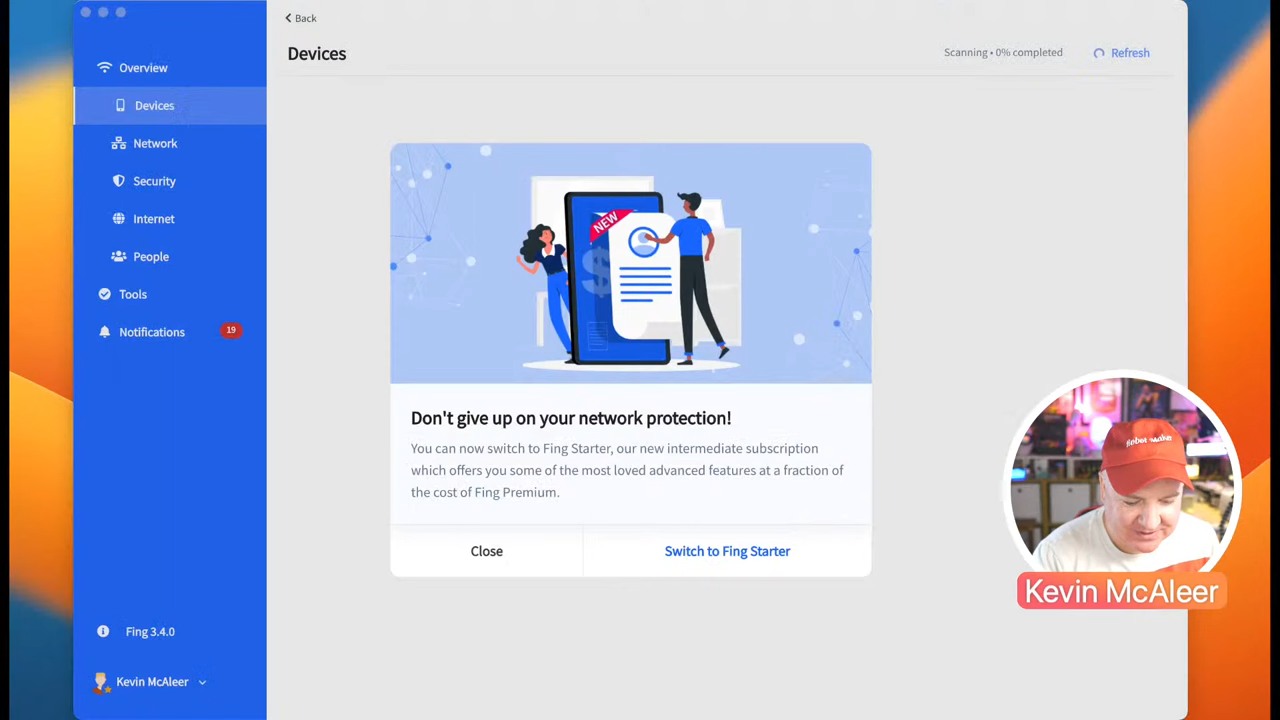 Back
Devices
Scanning • 0% completed
Refresh
Overview
Devices
Network
Security
Internet
People
Tools
Notifications
19
NEW
$
Don't give up on your network protection!
You can now switch to Fing Starter, our new intermediate subscription
which offers you some of the most loved advanced features at a fraction of
the cost of Fing Premium.
Close
Switch to Fing Starter
Robot Maker
Kevin McAleer
Fing 3.4.0
Kevin McAleer